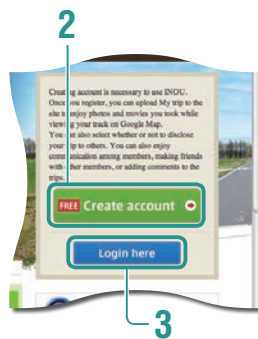 2
Creating account is necessary to use INOU.
Once you register, you can upload My trip to the
site to enjoy photos and movies you took while
viewing your track on Google Map.
You can also select whether or not to disclose
your trip to others. You can also enjoy
communication among members, making friends
with other members, or adding comments to the
trips.
FREE Create account
Login here
3